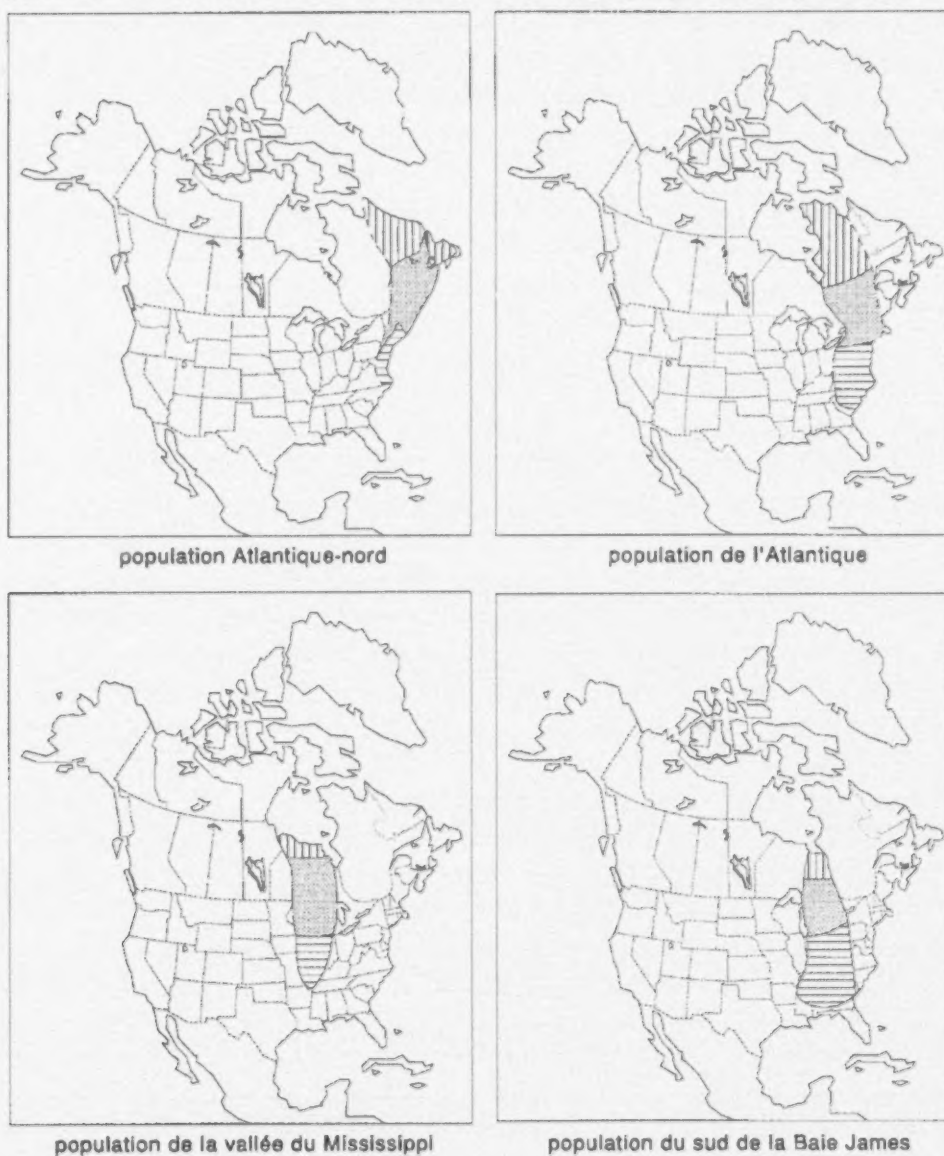 population Atlantique-nord
population de l'Atlantique
population de la vallée du Mississippi
population du sud de la Baie James